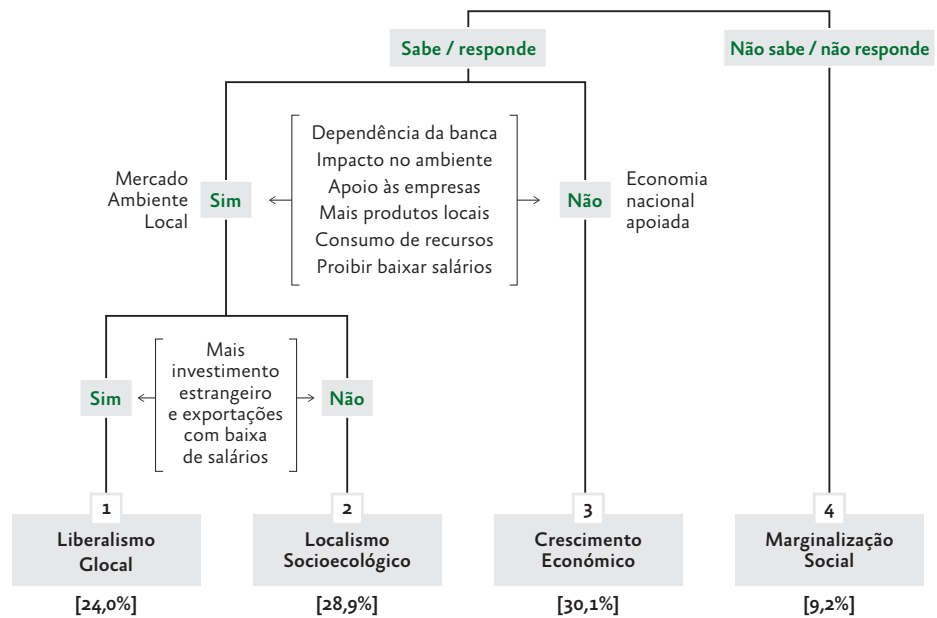 Sabe / responde
Não sabe / não responde
Dependência da banca
Impacto no ambiente
Apoio às empresas
Mais produtos locais
Consumo de recursos
Proibir baixar salários
Mercado
Ambiente
Local
Sim
Não
Economia
nacional
apoiada
Sim
Mais
investimento
estrangeiro
e exportações
com baixa
de salários
Não
1
Liberalismo
Glocal
[24,0%]
2
Localismo
Socioecológico
[28,9%]
3
Crescimento
Económico
[30,1%]
4
Marginalização
Social
[9,2%]